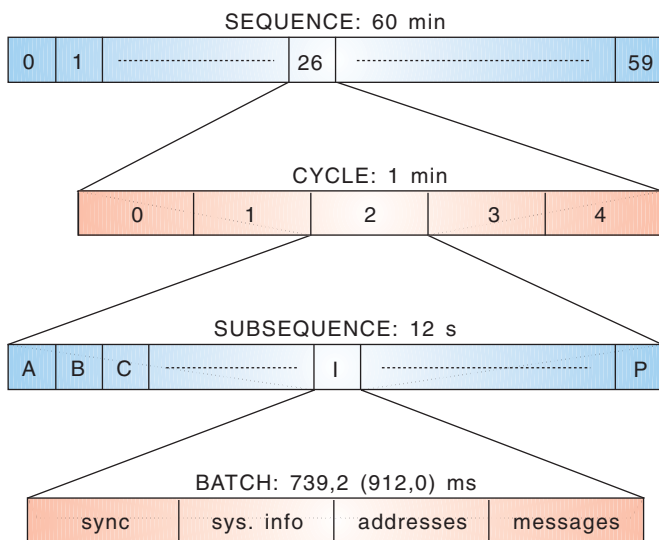 SEQUENCE: 60 min
0 1 26 59
CYCLE: 1 min
0 1 2 3 4
SUBSEQUENCE: 12 s
A B C I P
BATCH: 739,2 (912,0) ms
sync sys. info addresses messages